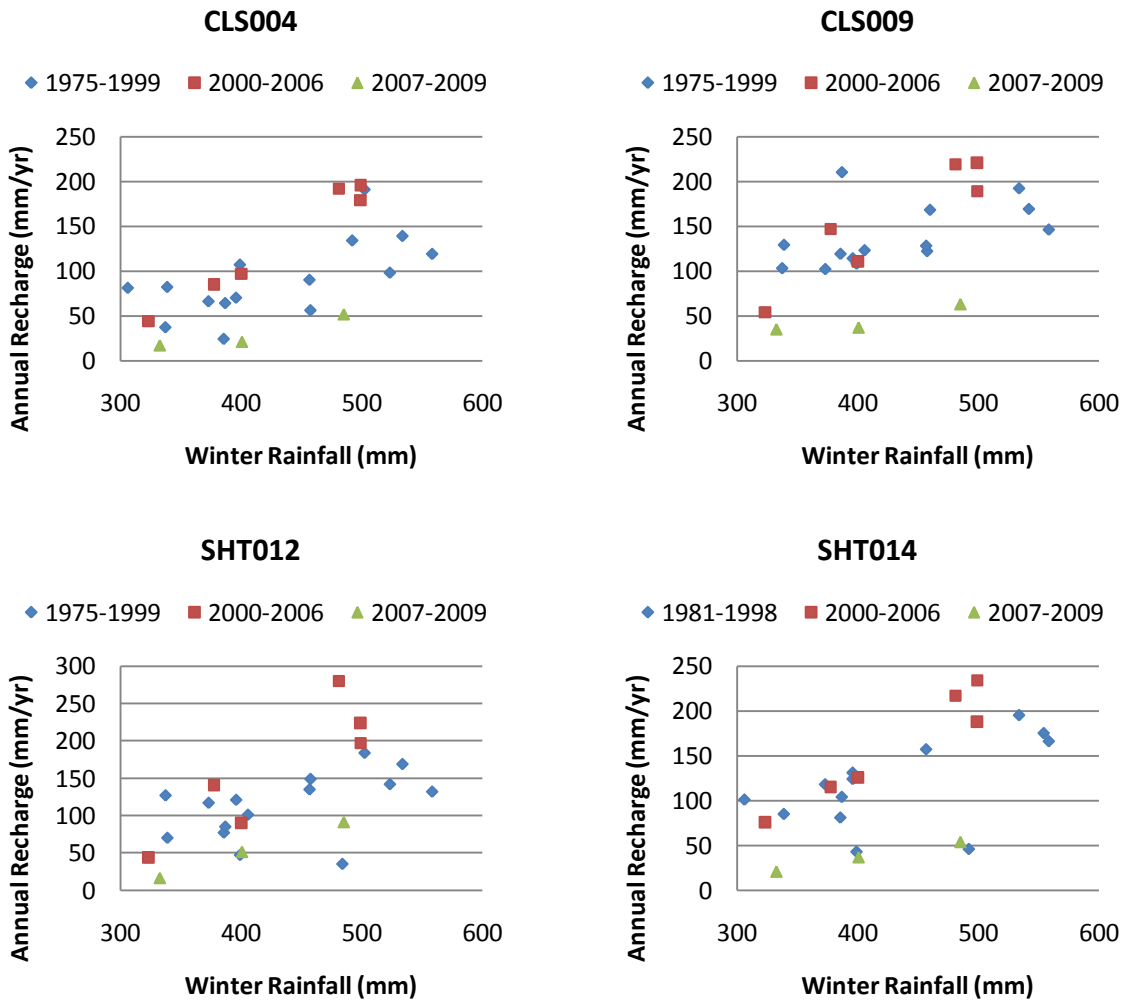 CLS004
1975-1999 2000-2006 2007-2009
Annual Recharge (mm/yr)
250
200
150
100
50
0
300 400 500 600
Winter Rainfall (mm)
CLS009
1975-1999 2000-2006 2007-2009
Annual Recharge (mm/yr)
250
200
150
100
50
0
300 400 500 600
Winter Rainfall (mm)
SHT012
1975-1999 2000-2006 2007-2009
Annual Recharge (mm/yr)
300
250
200
150
100
50
0
300 400 500 600
Winter Rainfall (mm)
SHT014
1981-1998 2000-2006 2007-2009
Annual Recharge (mm/yr)
250
200
150
100
50
0
300 400 500 600
Winter Rainfall (mm)